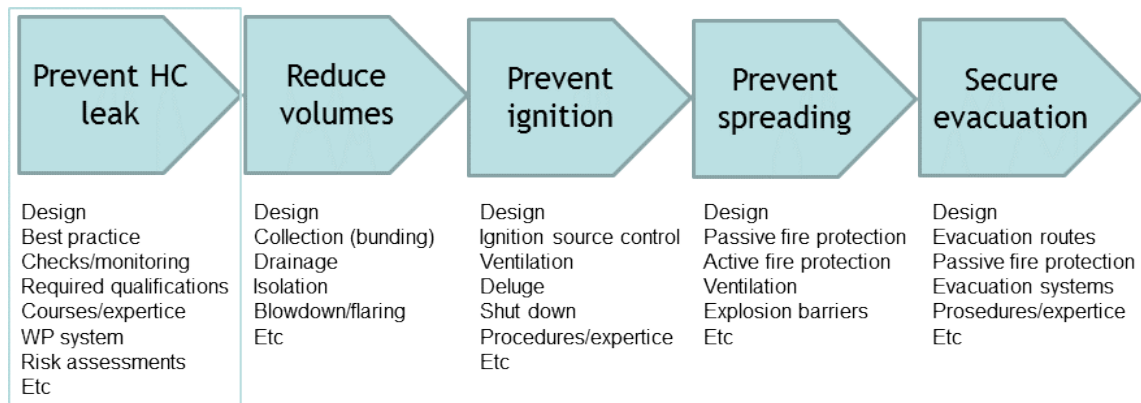 Prevent HC
leak
Reduce
volumes
Prevent
ignition
Prevent
spreading
Secure
evacuation
Design
Best practice
Checks/monitoring
Required qualifications
Courses/expertice
WP system
Risk assessments
Etc
Design
Collection (bunding)
Drainage
Isolation
Blowdown/flaring
Etc
Design
Ignition source control
Ventilation
Deluge
Shut down
Procedures/expertice
Etc
Design
Passive fire protection
Active fire protection
Ventilation
Explosion barriers
Etc
Design
Evacuation routes
Passive fire protection
Evacuation systems
Prosedures/expertice
Etc